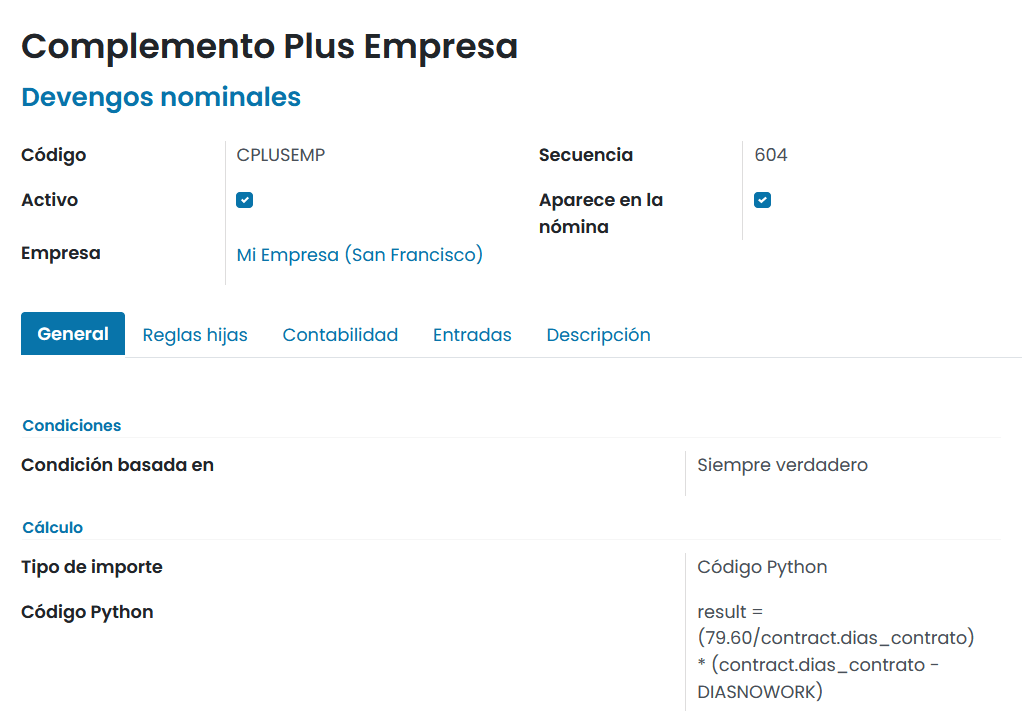 Complemento Plus Empresa
Devengos nominales
Código
CPLUSEMP
Secuencia
604
Activo
Aparece en la
nómina
Empresa
Mi Empresa (San Francisco)
General
Reglas hijas
Contabilidad
Entradas
Descripción
Condiciones
Condición basada en
Siempre verdadero
Cálculo
Tipo de importe
Código Python
Código Python
result =
(79.60/contract.dias_contrato)
* (contract.dias_contrato -
DIASNOWORK)